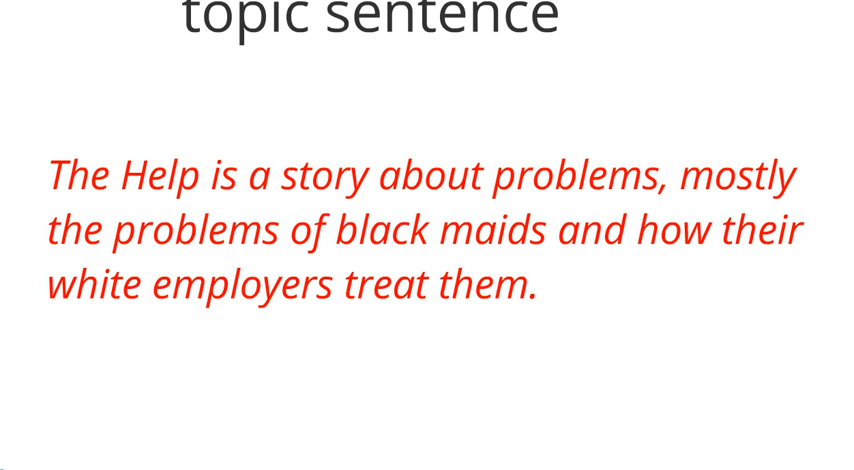 topic sentence
The Help is a story about problems, mostly
the problems of black maids and how their
white employers treat them.